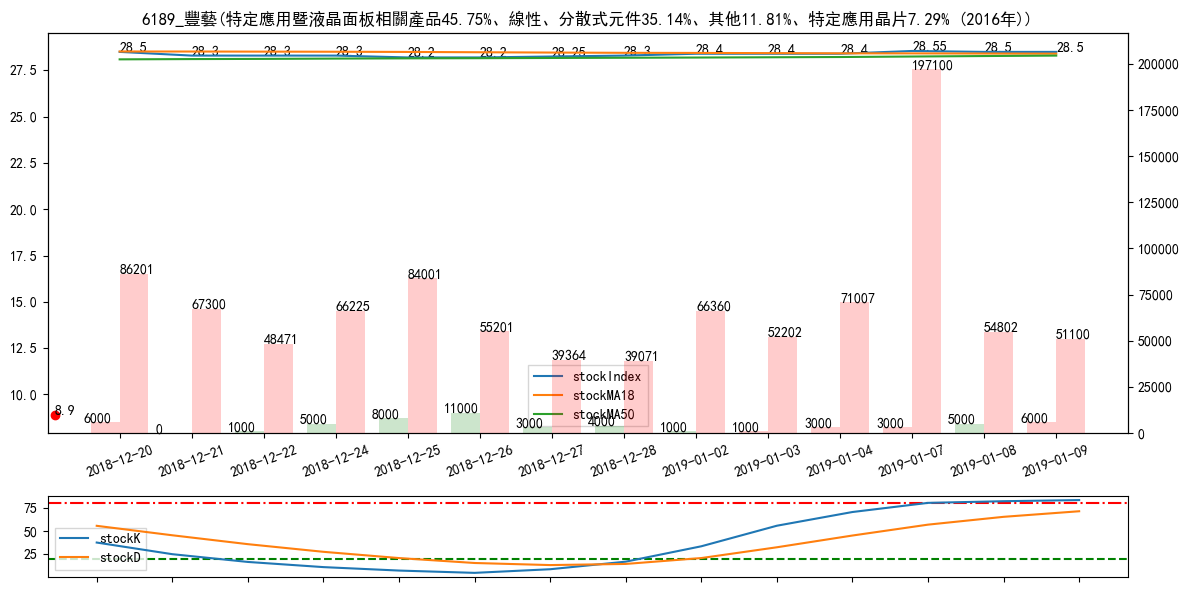 6189_豐藝(特定應用暨液晶面板相關產品45.75%、線性、分散式元件35.14%、其他11.81%、特定應用晶片7.29% (2016年))
28.5 28.3 28.3 28.3 28.2 28.2 28.25 28.3 28.4 28.4 28.4 28.55 28.5 28.5
27.5 25.0 22.5 20.0 17.5 15.0 12.5 10.0
200000 175000 150000 125000 100000 75000 50000 25000 0
86201 67300 48471 66225 84001 55201 39364 39071 66360 52202 71007 197100 54802 51100
stockIndex
stockMA18
stockMA50
8.9
6000 0 1000 5000 8000 11000 3000 4000 1000 1000 3000 3000 5000 6000
2018-12-20 2018-12-21 2018-12-22 2018-12-24 2018-12-25 2018-12-26 2018-12-27 2018-12-28 2019-01-02 2019-01-03 2019-01-04 2019-01-07 2019-01-08 2019-01-09
75 50 25
stockK
stockD